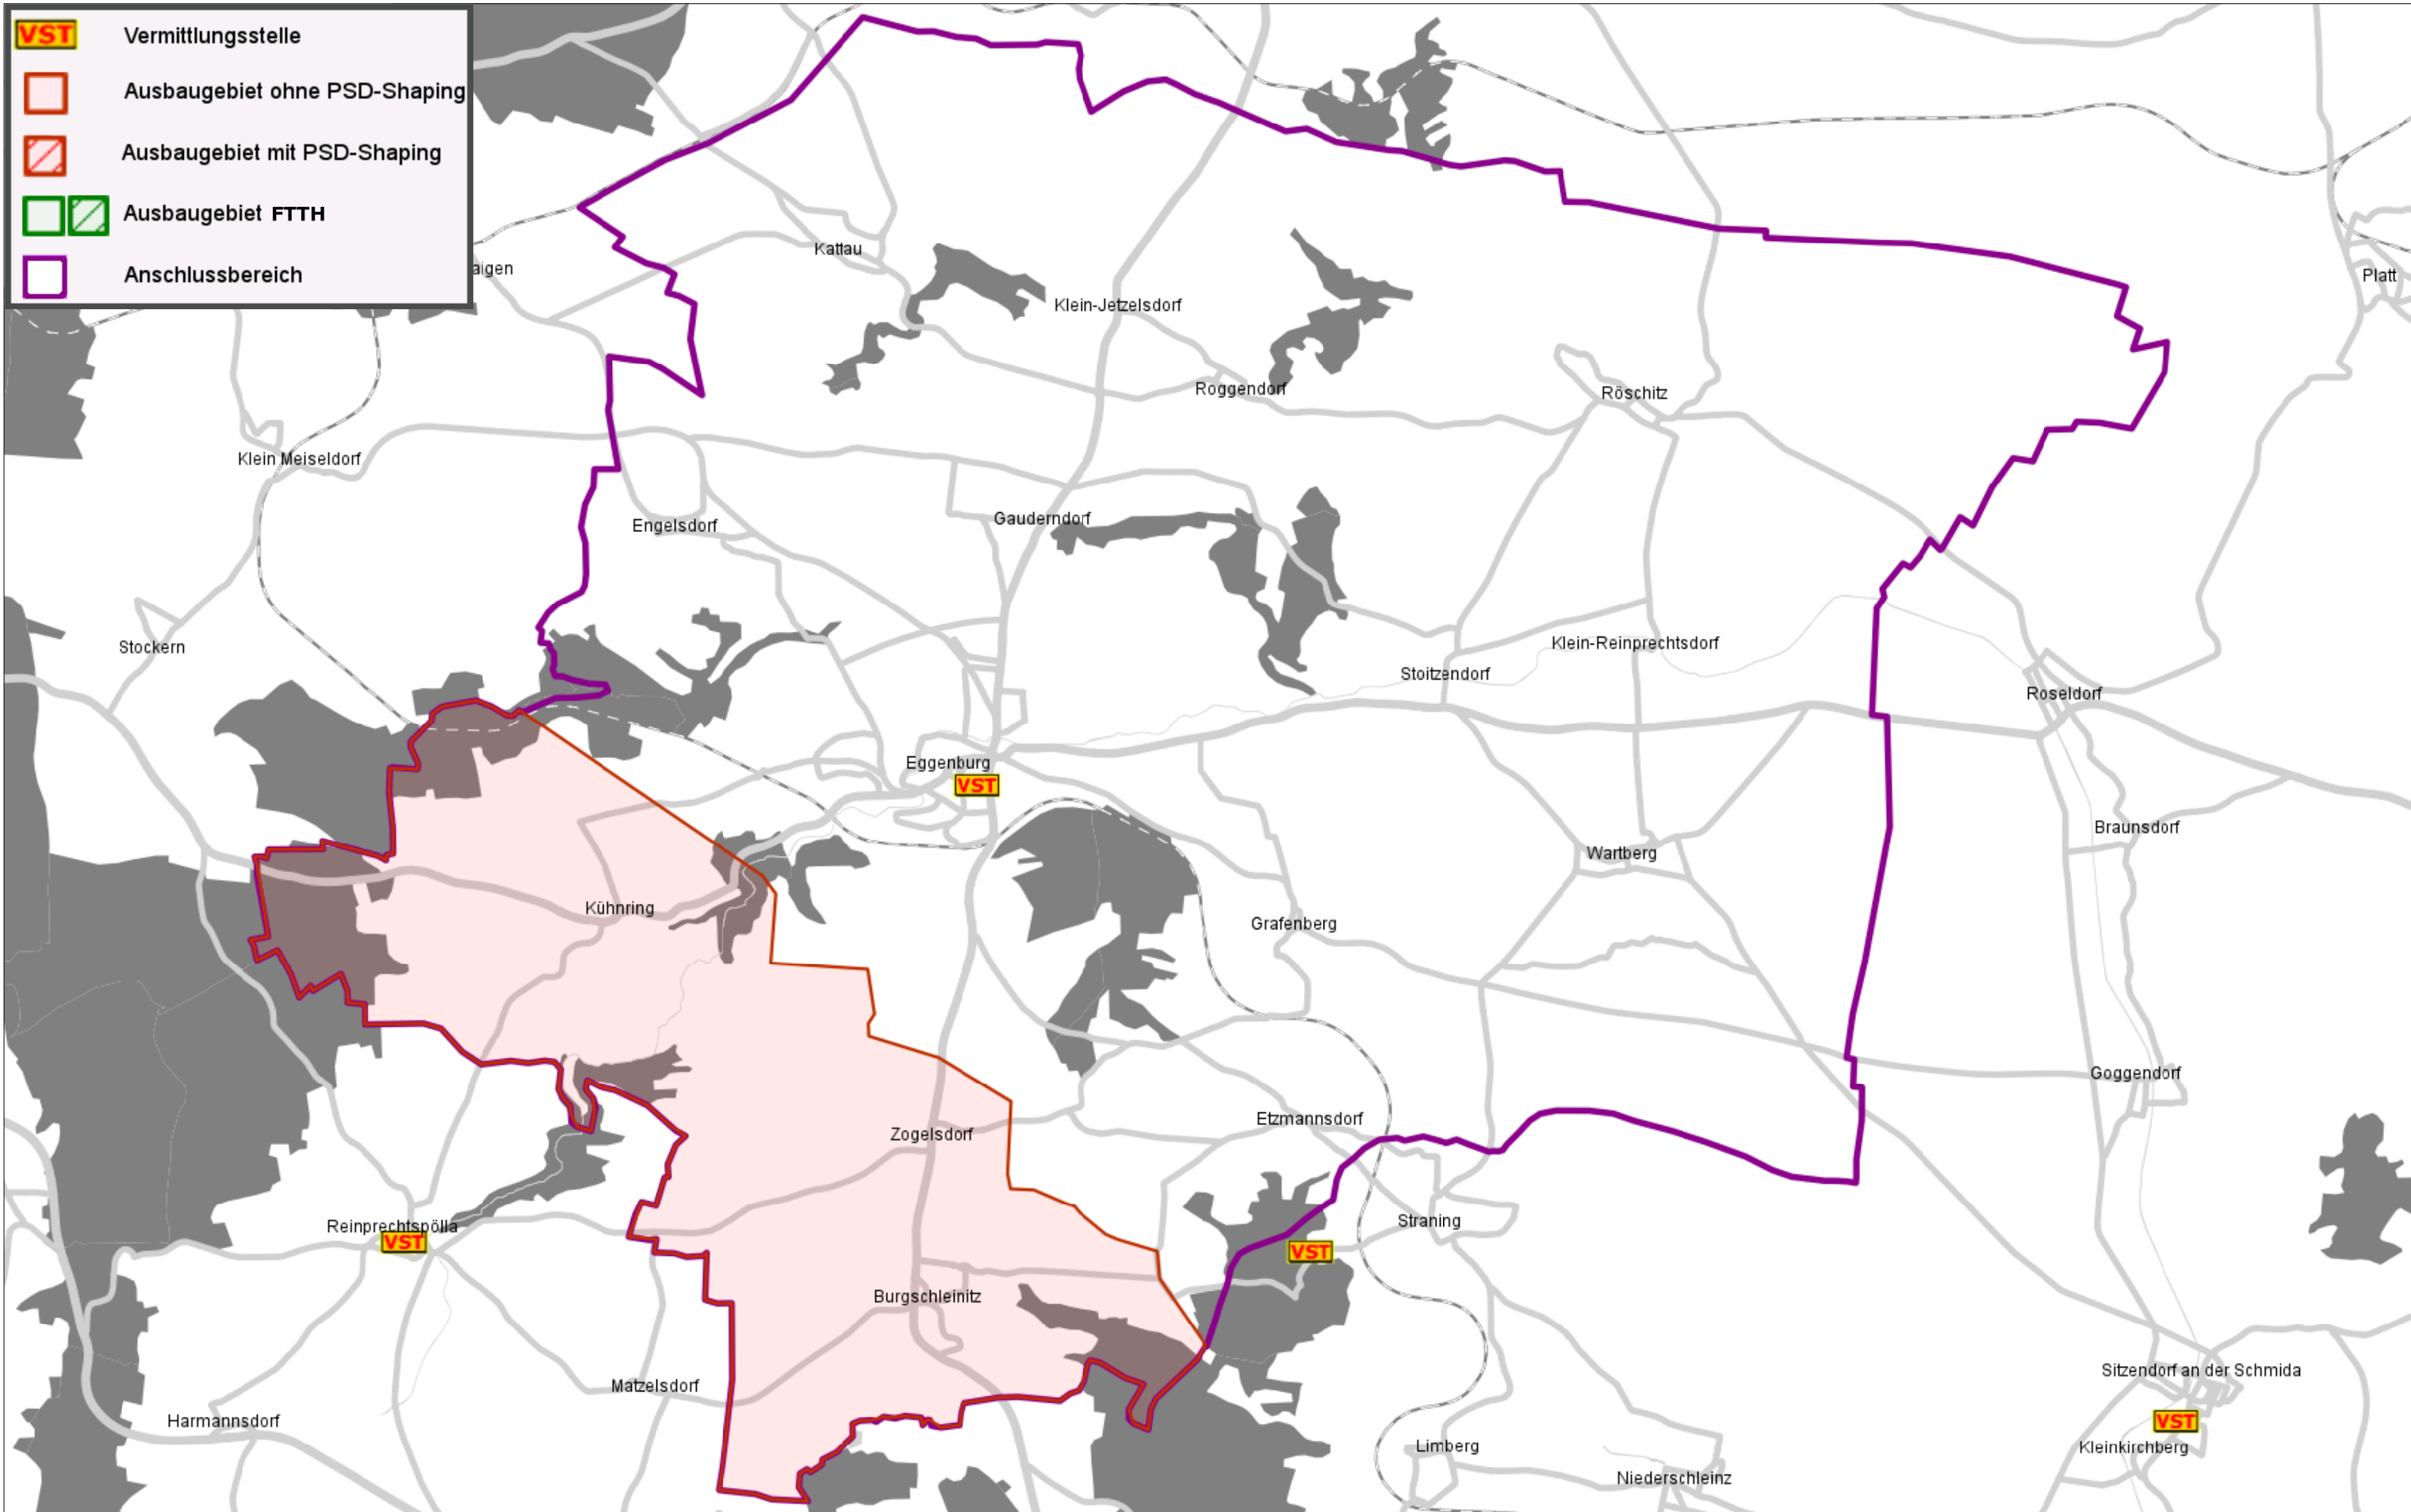 VST Vermittlungsstelle
Ausbaugebiet ohne PSD-Shaping
Ausbaugebiet mit PSD-Shaping
Ausbaugebiet FTTH
Anschlussbereich
aigen
Kattau
Platt
Klein-Jetzelsdorf
Roggendorf
Röschitz
Klein Meiseldorf
Engelsdorf
Gauderndorf
Stockern
Klein-Reinprechtsdorf
Stoitzendorf
Roseldorf
Eggenburg
VST
Braunsdorf
Wartberg
Kühnring
Grafenberg
Goggendorf
Etzmannsdorf
Zogelsdorf
Straning
Reinprechtspölla
VST
VST
Burgschleinitz
Sitzendorf an der Schmida
Matzelsdorf
Harmannsdorf
VST
Limberg
Kleinkirchberg
Niederschleinz